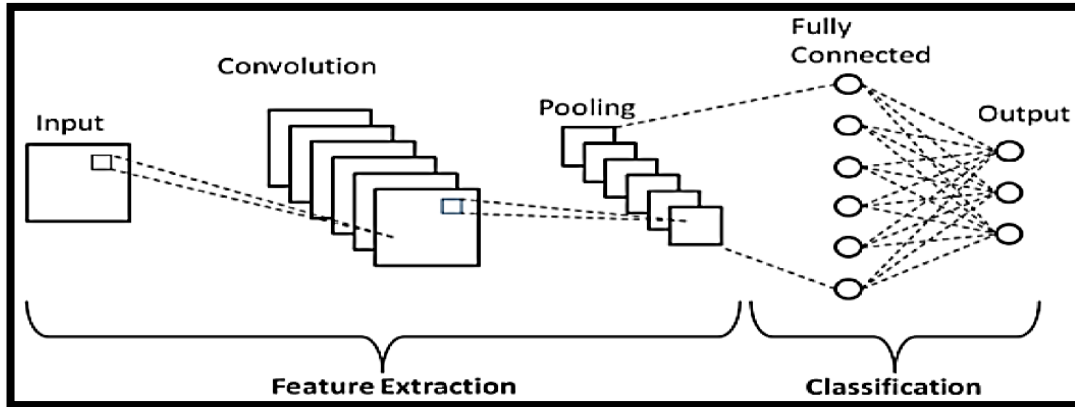 Input
Convolution
Pooling
Fully
Connected
Output
Feature Extraction
Classification